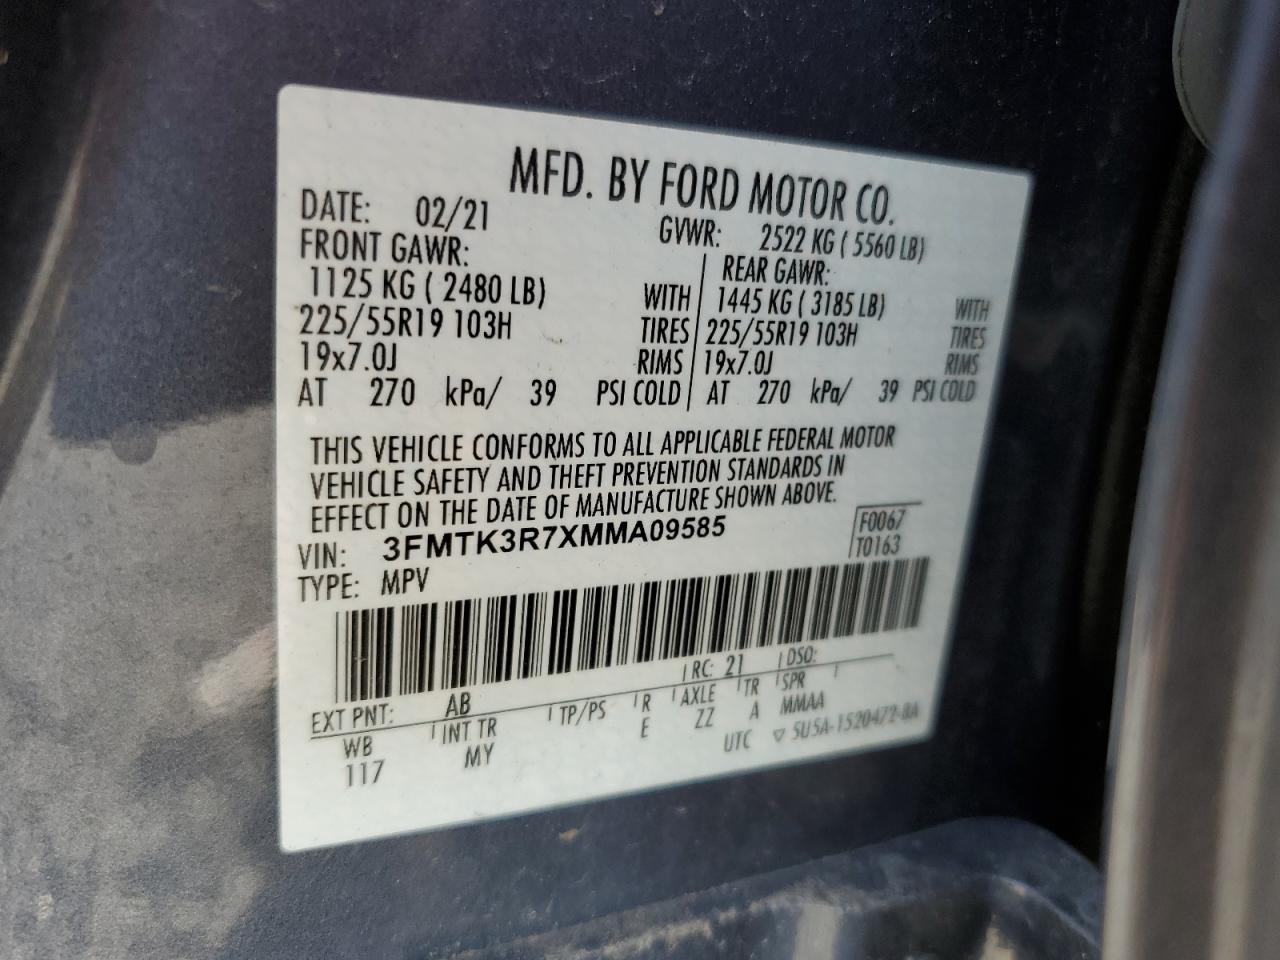 MFD. BY FORD MOTOR CO.
DATE: 02/21 GVWR: 2522 KG ( 5560 LB)
FRONT GAWR: REAR GAWR:
1125 KG ( 2480 LB) WITH 1445 KG ( 3185 LB) WITH
225/55R19 103H TIRES 225/55R19 103H TIRES
19x7.0J RIMS 19x7.0J RIMS
AT 270 kPa/ 39 PSI COLD AT 270 kPa/ 39 PSI COLD
THIS VEHICLE CONFORMS TO ALL APPLICABLE FEDERAL MOTOR
VEHICLE SAFETY AND THEFT PREVENTION STANDARDS IN
EFFECT ON THE DATE OF MANUFACTURE SHOWN ABOVE.
VIN: 3FMTK3R7XMMA09585 F0067
TYPE: MPV T0163
EXT PNT: AB RC: 21 DSO:
WB INT TR TP/PS R AXLE TR SPR
117 MY E ZZ A MMAA
UTC ▽ 5U5A-1520472-BA